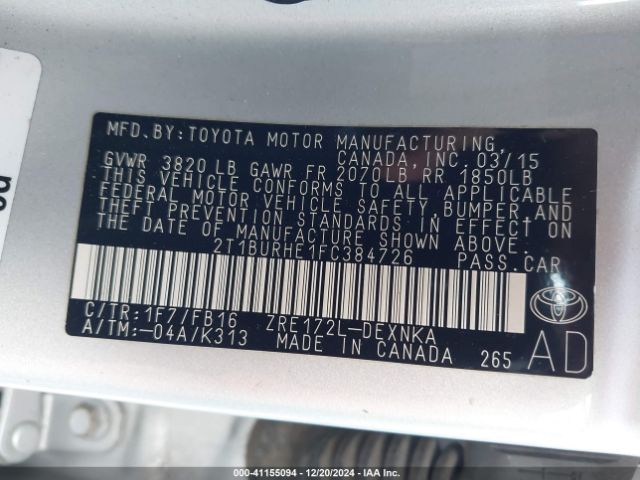 MFD. BY: TOYOTA MOTOR MANUFACTURING,
CANADA, INC. 03/15
GVWR 3820 LB GAWR FR 2070LB RR 1850LB
THIS VEHICLE CONFORMS TO ALL APPLICABLE
FEDERAL MOTOR VEHICLE SAFETY, BUMPER, AND
THEFT PREVENTION STANDARDS IN EFFECT ON
THE DATE OF MANUFACTURE SHOWN ABOVE.
2T1BURHE1FC384726 PASS.CAR
C/TR:1F7/FB16 ZRE172L-DEXNKA
A/TM:-04A/K313 MADE IN CANADA 265 AD
000-41155094 - 12/20/2024 - IAA Inc.